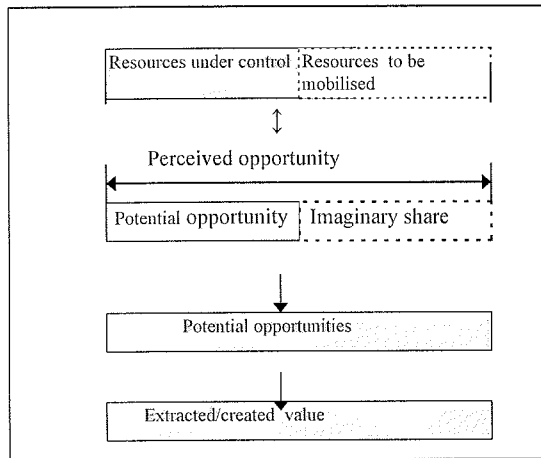 Resources under control Resources to be
mobilised
Perceived opportunity
Potential opportunity Imaginary share
Potential opportunities
Extracted/created value